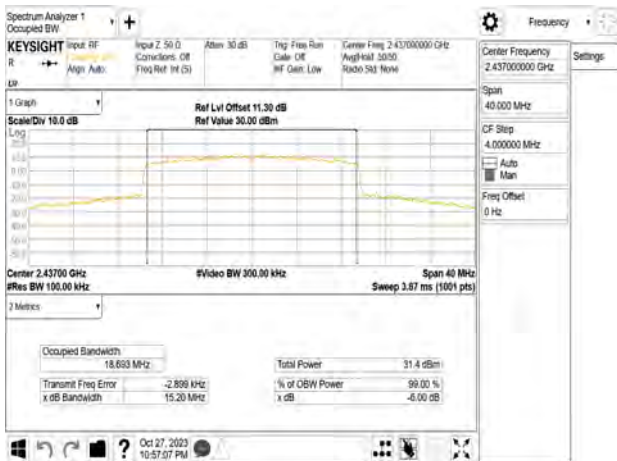 Spectrum Analyzer 1
Occupied BW
Frequency
KEYSIGHT
Input: RF
Input Z: 50 Ω
Atten: 30 dB
Trig: Free Run
Center Freq: 2.437000000 GHz
R
Corrections: Off
Gate: Off
Avg|Hold: 50/50
Align: Auto
Freq Ref: Int (S)
#IF Gain: Low
Radio Std: None
Center Frequency
2.437000000 GHz
Settings
Span
40.000 MHz
CF Step
4.000000 MHz
Auto
Man
Freq Offset
0 Hz
1 Graph
Scale/Div 10.0 dB
Ref Lvl Offset 11.30 dB
Ref Value 30.00 dBm
Log
Center 2.43700 GHz
#Video BW 300.00 kHz
Span 40 MHz
#Res BW 100.00 kHz
Sweep 3.87 ms (1001 pts)
2 Metrics
Occupied Bandwidth
18.693 MHz
Total Power
31.4 dBm
Transmit Freq Error
-2.899 kHz
% of OBW Power
99.00 %
x dB Bandwidth
15.20 MHz
x dB
-6.00 dB
?
Oct 27, 2023
10:57:07 PM